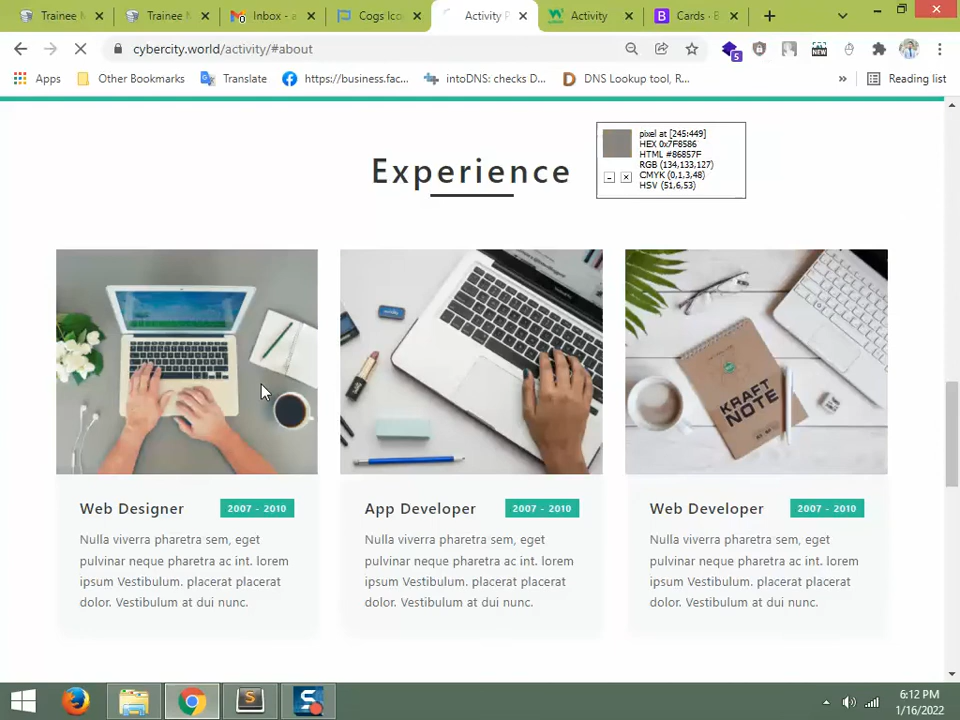 Trainee M
Trainee M
Inbox - a
Cogs Ico
Activity P
Activity
Cards - B
cybercity.world/activity/#about
5
NEW
Apps
Other Bookmarks
Translate
https://business.fac...
intoDNS: checks D...
DNS Lookup tool, R...
»
Reading list
Experience
pixel at [245:449]
HEX 0x7F8586
HTML #86857F
RGB (134,133,127)
CMYK (0,1,3,48)
HSV (51,6,53)
KRAFT
NOTE
Web Designer
2007 - 2010
Nulla viverra pharetra sem, eget
pulvinar neque pharetra ac int. lorem
ipsum Vestibulum. placerat placerat
dolor. Vestibulum at dui nunc.
App Developer
2007 - 2010
Nulla viverra pharetra sem, eget
pulvinar neque pharetra ac int. lorem
ipsum Vestibulum. placerat placerat
dolor. Vestibulum at dui nunc.
Web Developer
2007 - 2010
Nulla viverra pharetra sem, eget
pulvinar neque pharetra ac int. lorem
ipsum Vestibulum. placerat placerat
dolor. Vestibulum at dui nunc.
6:12 PM
1/16/2022